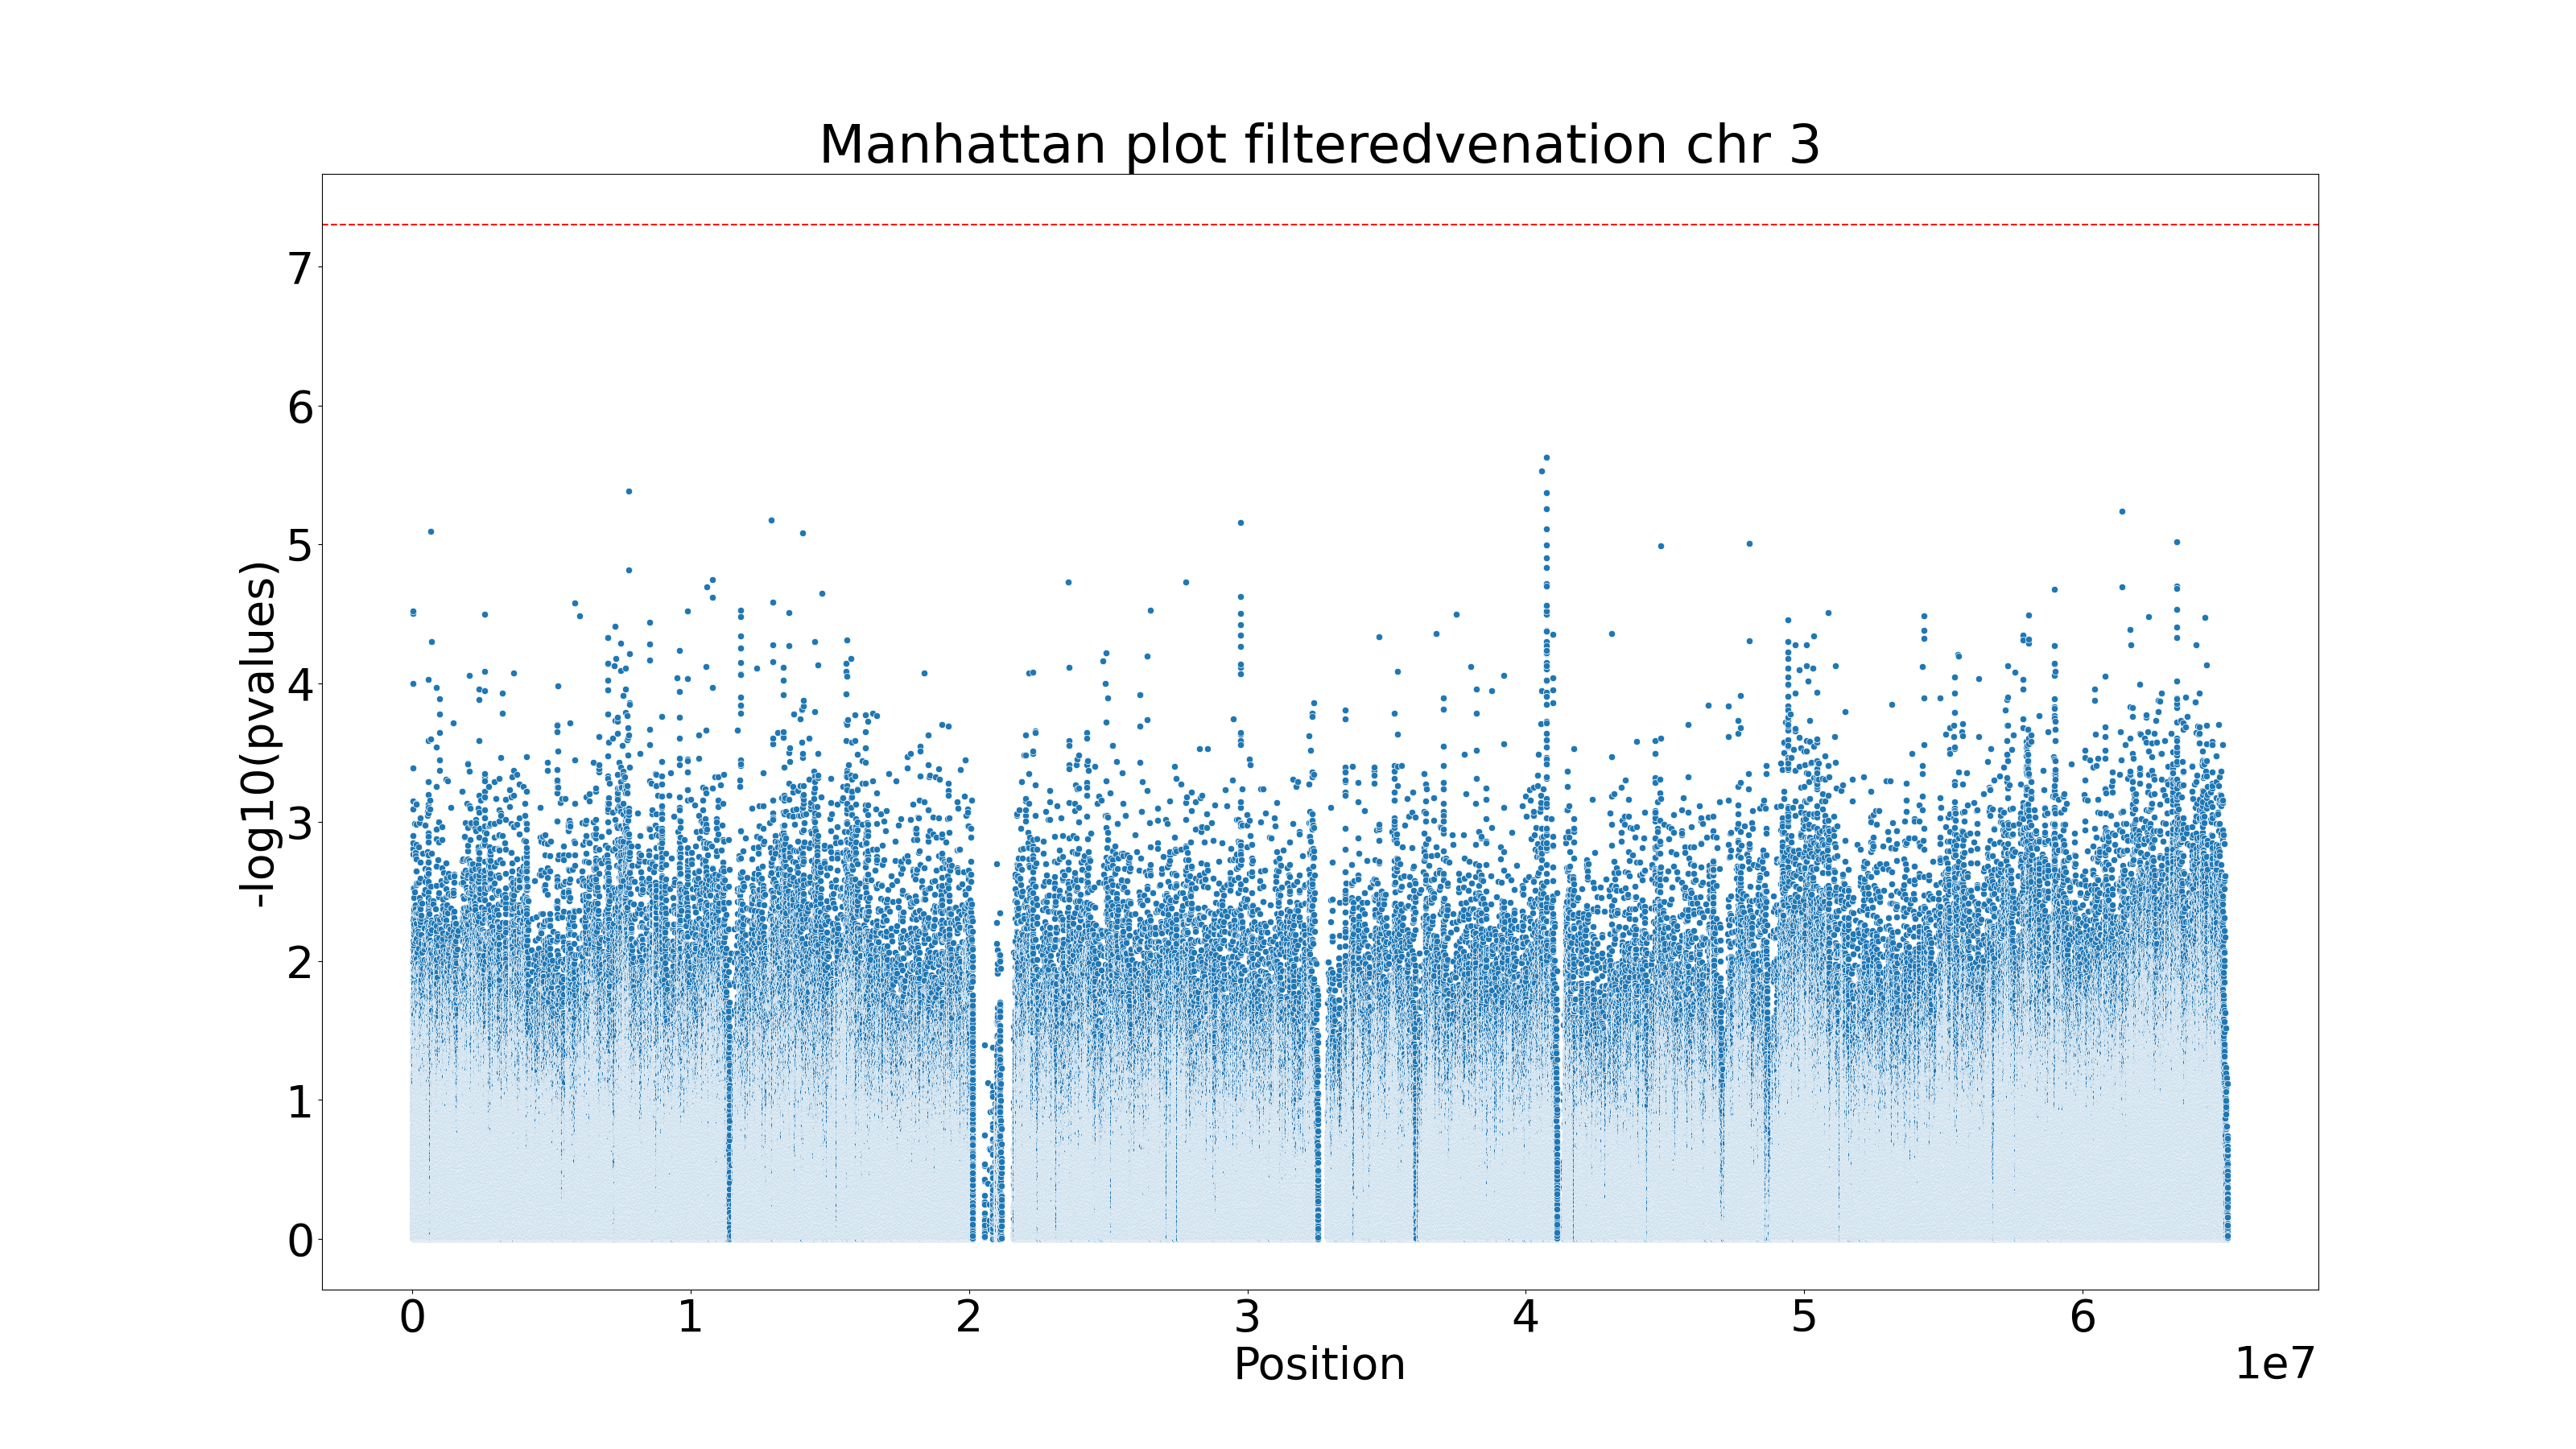 Manhattan plot filteredvenation chr 3
-log10(pvalues)
7
6
5
4
3
2
1
0
0 1 2 3 4 5 6
Position
1e7